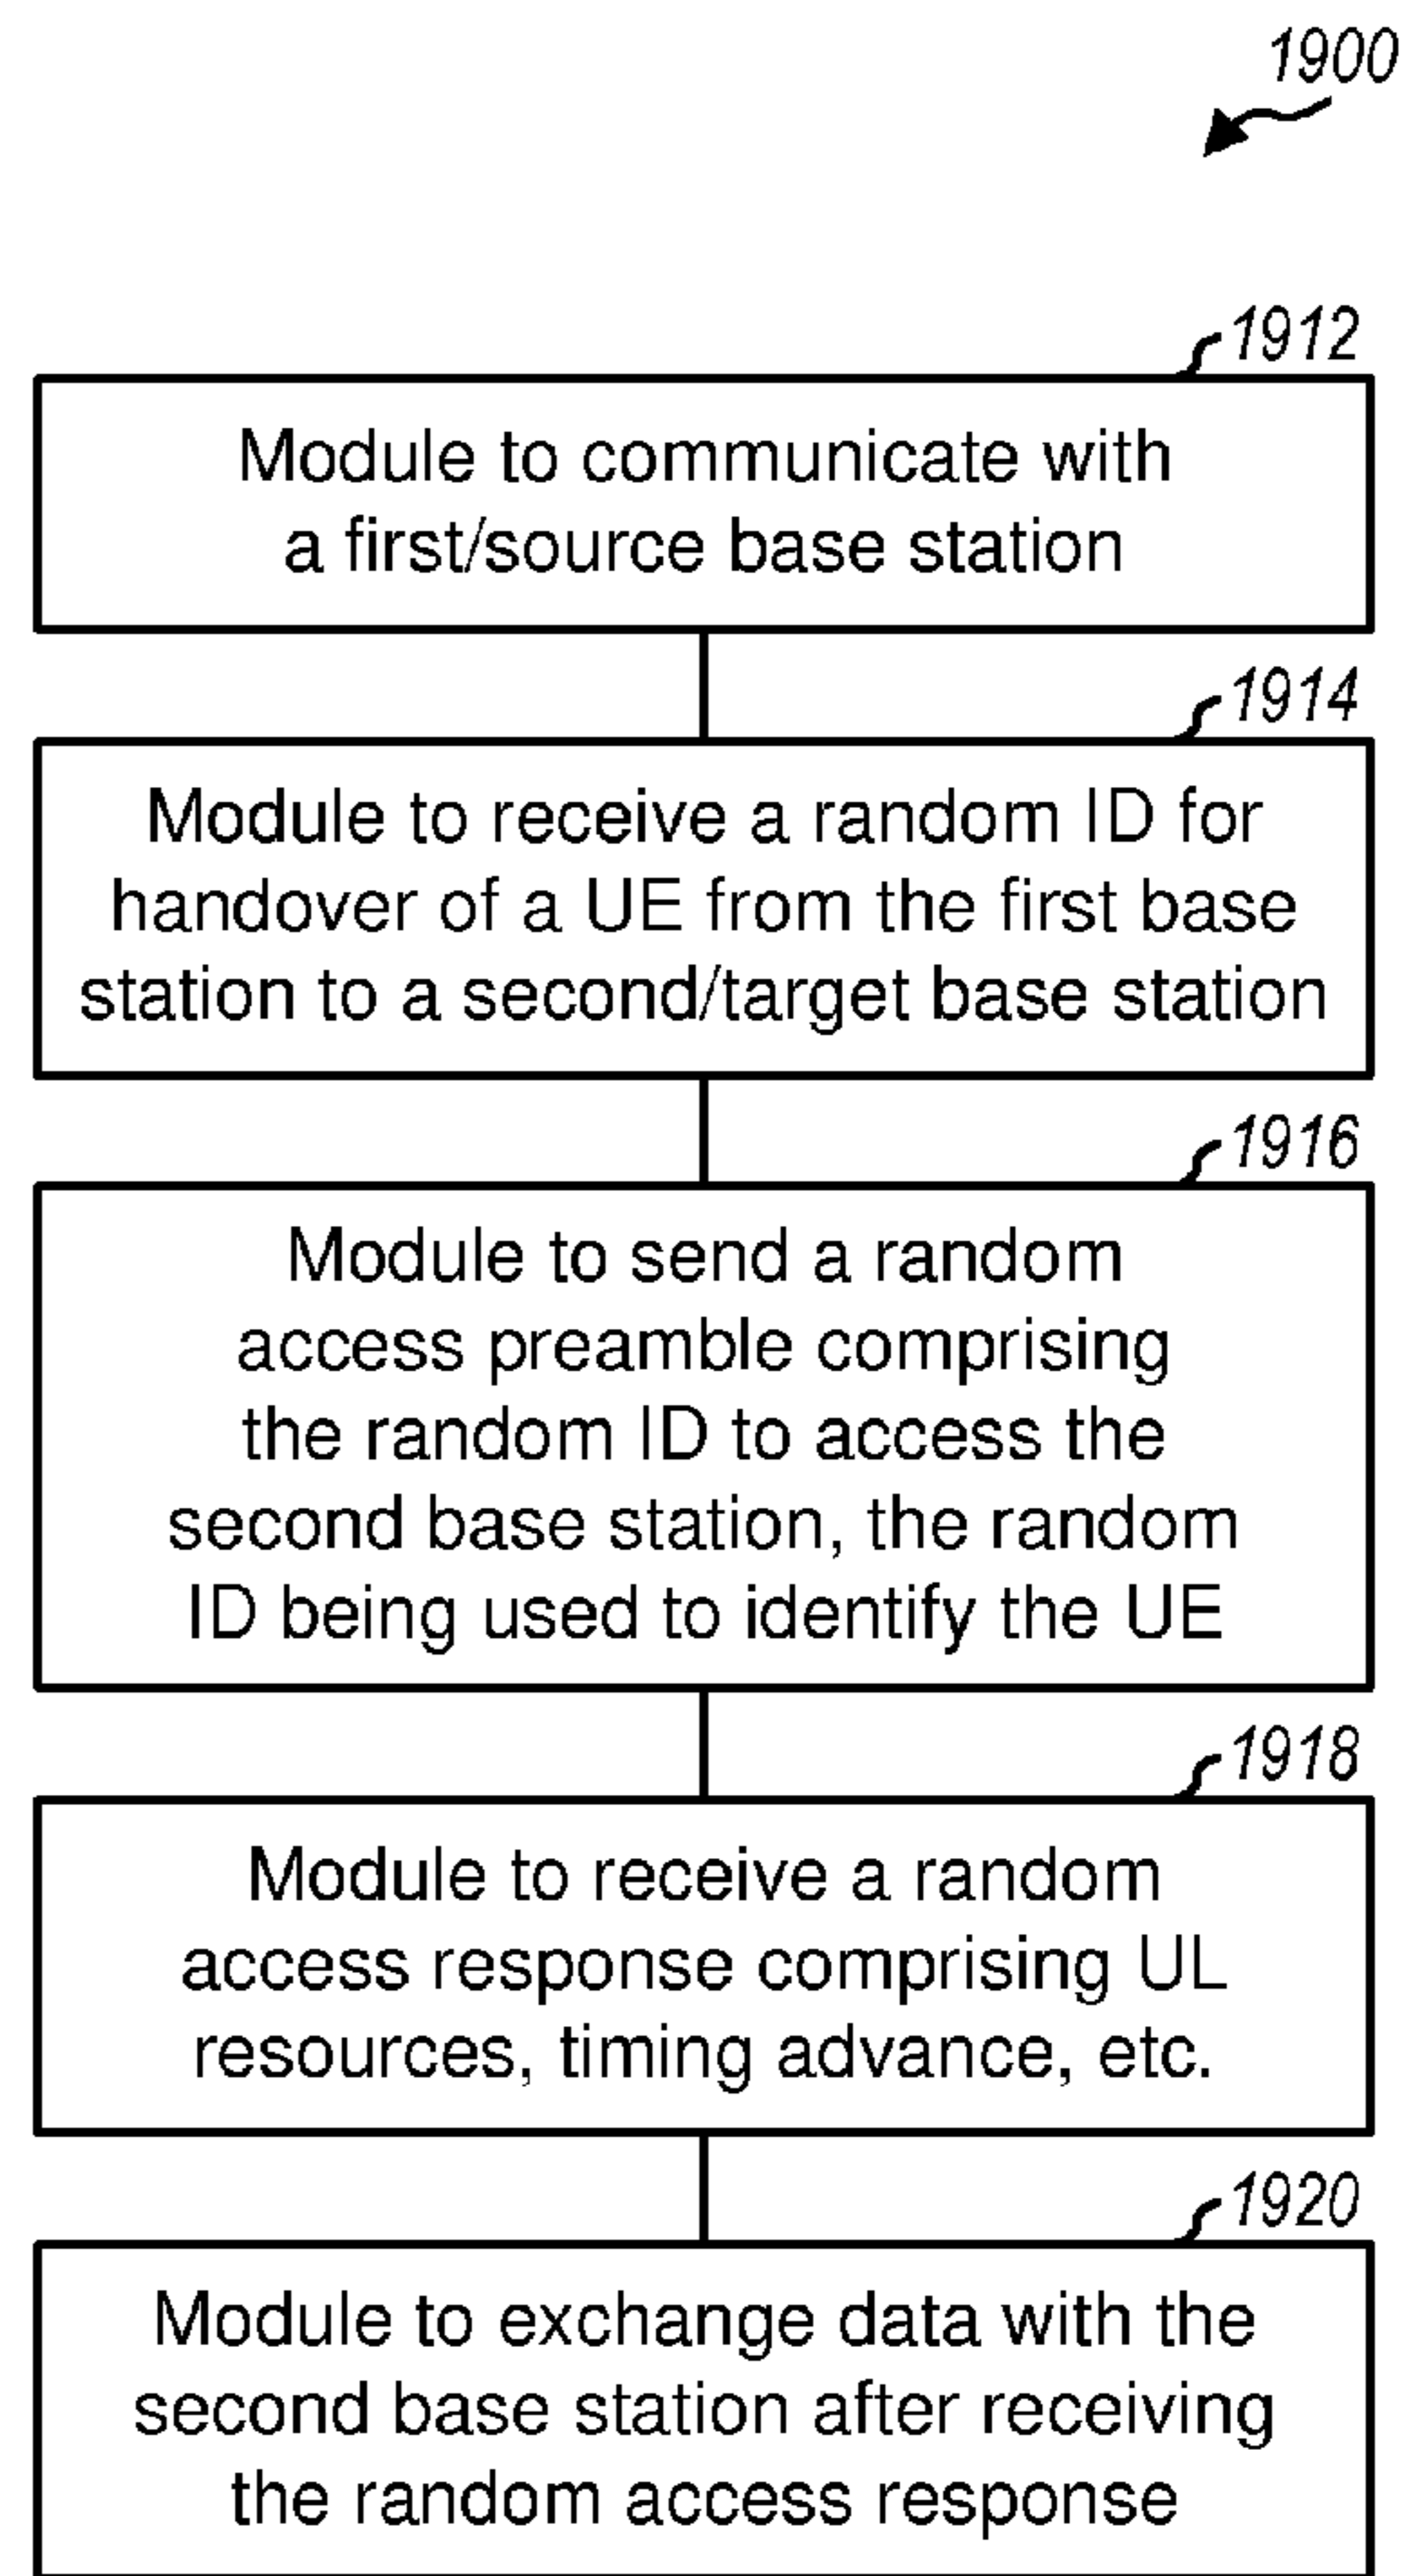 1900
1912
Module to communicate with
a first/source base station
1914
Module to receive a random ID for
handover of a UE from the first base
station to a second/target base station
1916
Module to send a random
access preamble comprising
the random ID to access the
second base station, the random
ID being used to identify the UE
1918
Module to receive a random
access response comprising UL
resources, timing advance, etc.
1920
Module to exchange data with the
second base station after receiving
the random access response